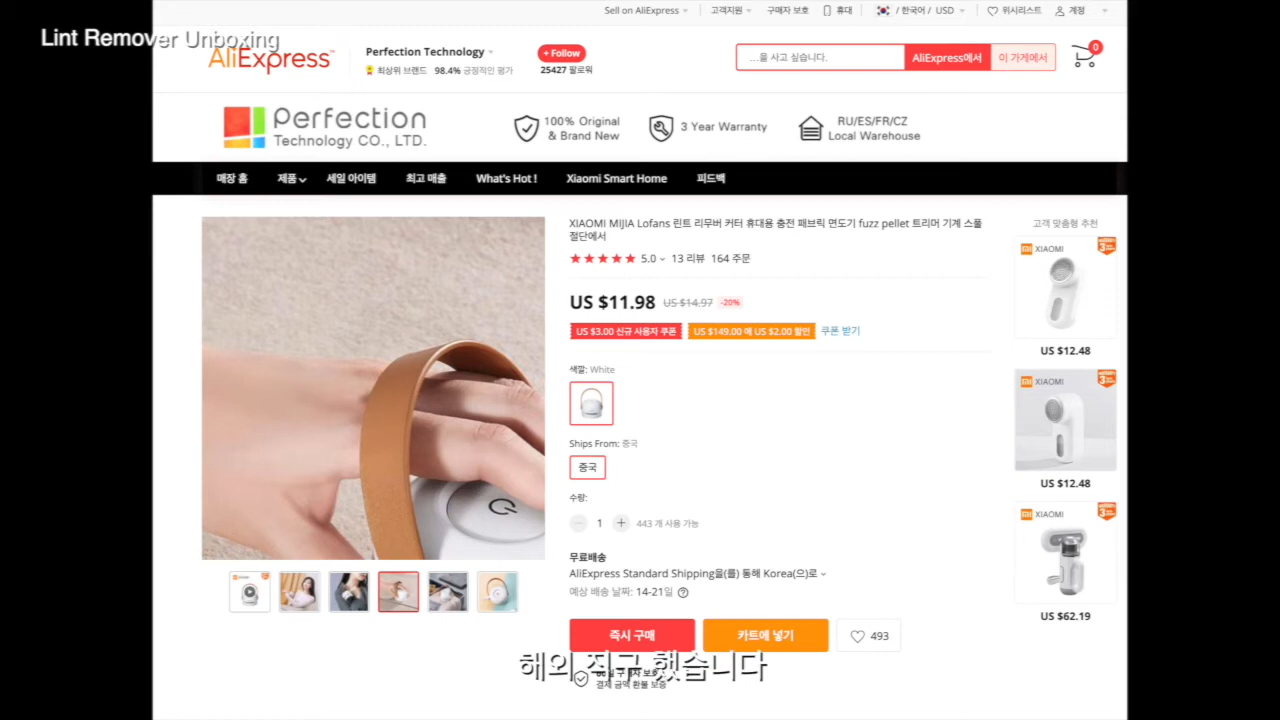 Sell on AliExpress
고객지원
구매자 보호
휴대
/ 한국어 / USD
위시리스트
계정
Lint Remover Unboxing
AliExpress™
Perfection Technology
최상위 브랜드 98.4% 긍정적인 평가
+ Follow
25427 팔로워
...을 사고 싶습니다.
AliExpress에서
이 가게에서
0
Perfection
Technology CO., LTD.
100% Original
& Brand New
3 Year Warranty
RU/ES/FR/CZ
Local Warehouse
매장 홈
제품
세일 아이템
최고 매출
What's Hot !
Xiaomi Smart Home
피드백
XIAOMI MIJIA Lofans 린트 리무버 커터 휴대용 충전 패브릭 면도기 fuzz pellet 트리머 기계 스풀
절단에서
5.0 13 리뷰 164 주문
US $11.98 US $14.97 -20%
US $3.00 신규 사용자 쿠폰
US $149.00 에 US $2.00 할인
쿠폰 받기
색깔: White
Ships From: 중국
중국
수량:
1
443 개 사용 가능
무료배송
AliExpress Standard Shipping을(를) 통해 Korea(으)로
예상 배송 날짜: 14-21일
즉시 구매
카트에 넣기
493
해외 직구 했습니다
결제 금액 환불 보증
고객 맞춤형 추천
XIAOMI
US $12.48
XIAOMI
US $12.48
XIAOMI
US $62.19